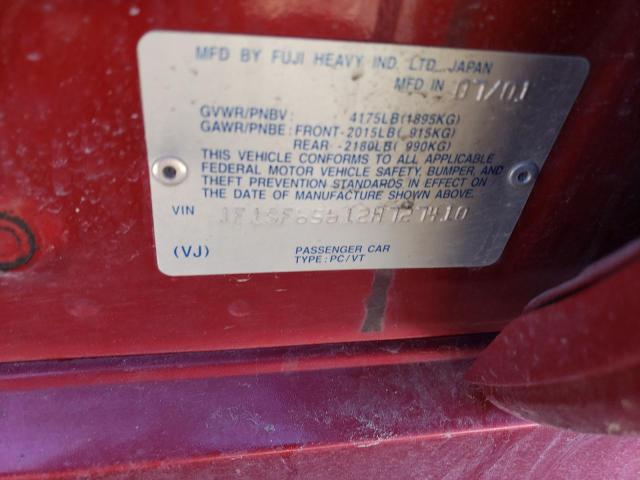 MFD BY FUJI HEAVY IND. LTD., JAPAN
MFD IN 07/01
GVWR/PNBV: 4175LB(1895KG)
GAWR/PNBE: FRONT-2015LB( 915KG)
REAR -2180LB( 990KG)
THIS VEHICLE CONFORMS TO ALL APPLICABLE
FEDERAL MOTOR VEHICLE SAFETY, BUMPER, AND
THEFT PREVENTION STANDARDS IN EFFECT ON
THE DATE OF MANUFACTURE SHOWN ABOVE.
VIN
(VJ) PASSENGER CAR
TYPE:PC/VT